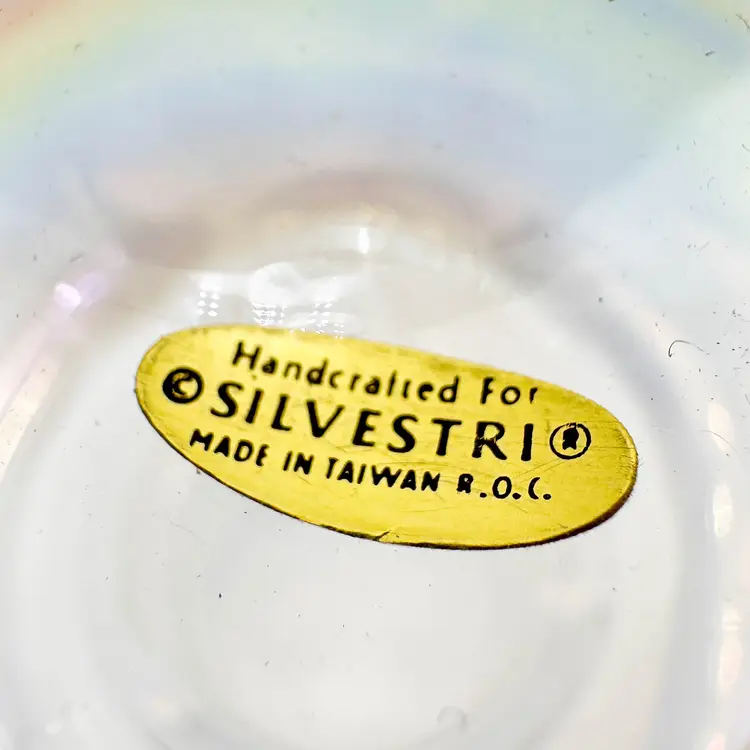 Handcrafted For
©SILVESTRI®
MADE IN TAIWAN R.O.C.